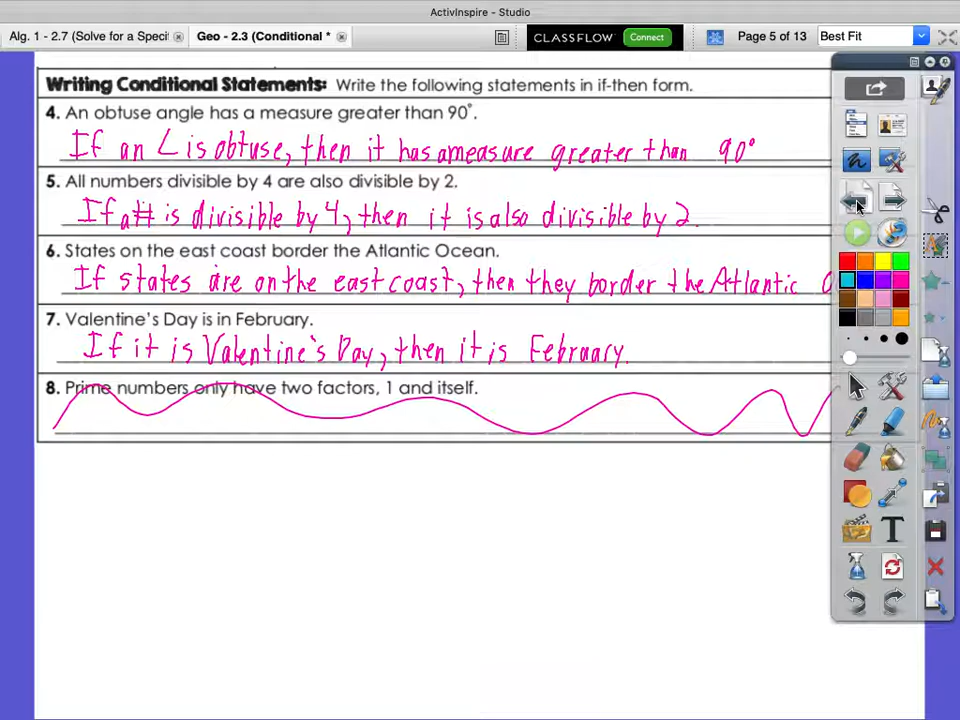 ActivInspire - Studio
Alg. 1 - 2.7 (Solve for a Speci
Geo - 2.3 (Conditional *
CLASSFLOW
Connect
Page 5 of 13
Best Fit
Writing Conditional Statements: Write the following statements in if-then form.
4. An obtuse angle has a measure greater than 90°.
If an ∠ is obtuse, then it has a measure greater than 90°
5. All numbers divisible by 4 are also divisible by 2.
If a # is divisible by 4, then it is also divisible by 2.
6. States on the east coast border the Atlantic Ocean.
If states are on the east coast, then they border the Atlantic O
7. Valentine's Day is in February.
If it is Valentine's Day, then it is February.
8. Prime numbers only have two factors, 1 and itself.
T